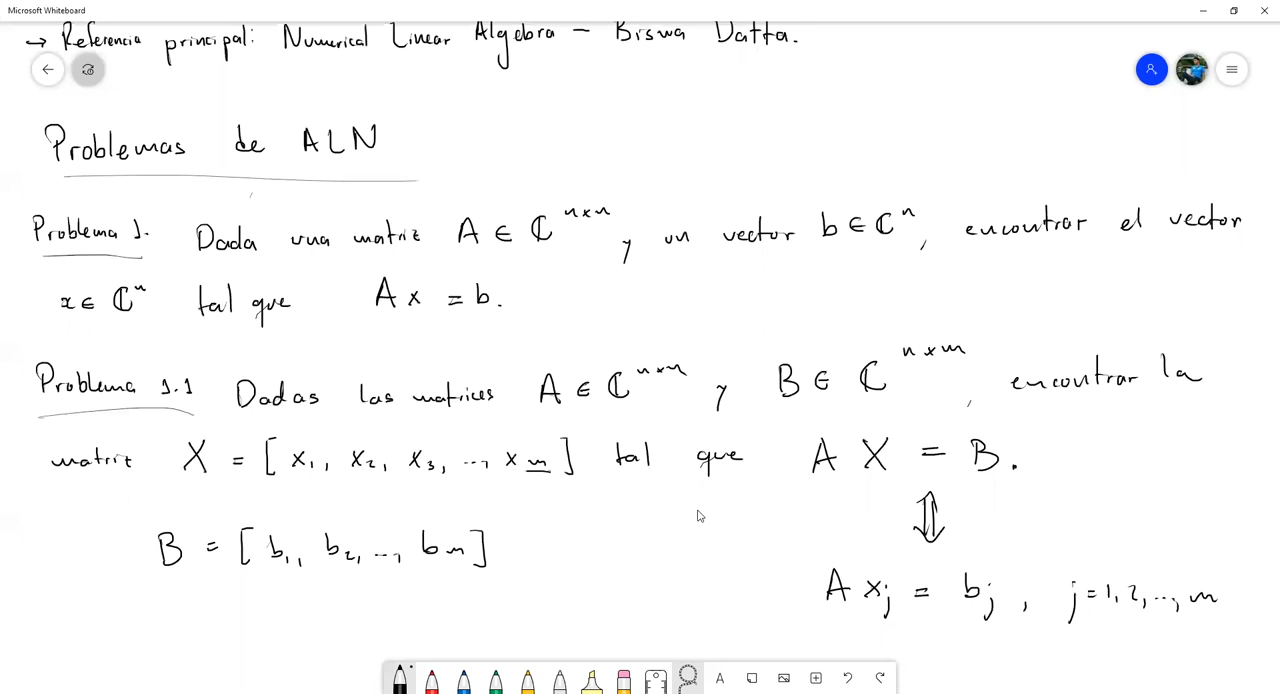 Microsoft Whiteboard
→ Referencia principal: Numerical Linear Algebra – Biswa Datta.
Problemas de ALN
Problema 1. Dada una matriz A ∈ ℂ^{n×n} y un vector b ∈ ℂ^n, encontrar el vector
x ∈ ℂ^n tal que Ax = b.
Problema 1.1 Dadas las matrices A ∈ ℂ^{n×n} y B ∈ ℂ^{n×m}, encontrar la
matriz X = [x₁, x₂, x₃, ..., x_m] tal que A X = B.
⇕
B = [b₁, b₂, ..., b_m]
A x_j = b_j, j=1, 2, ..., m
A